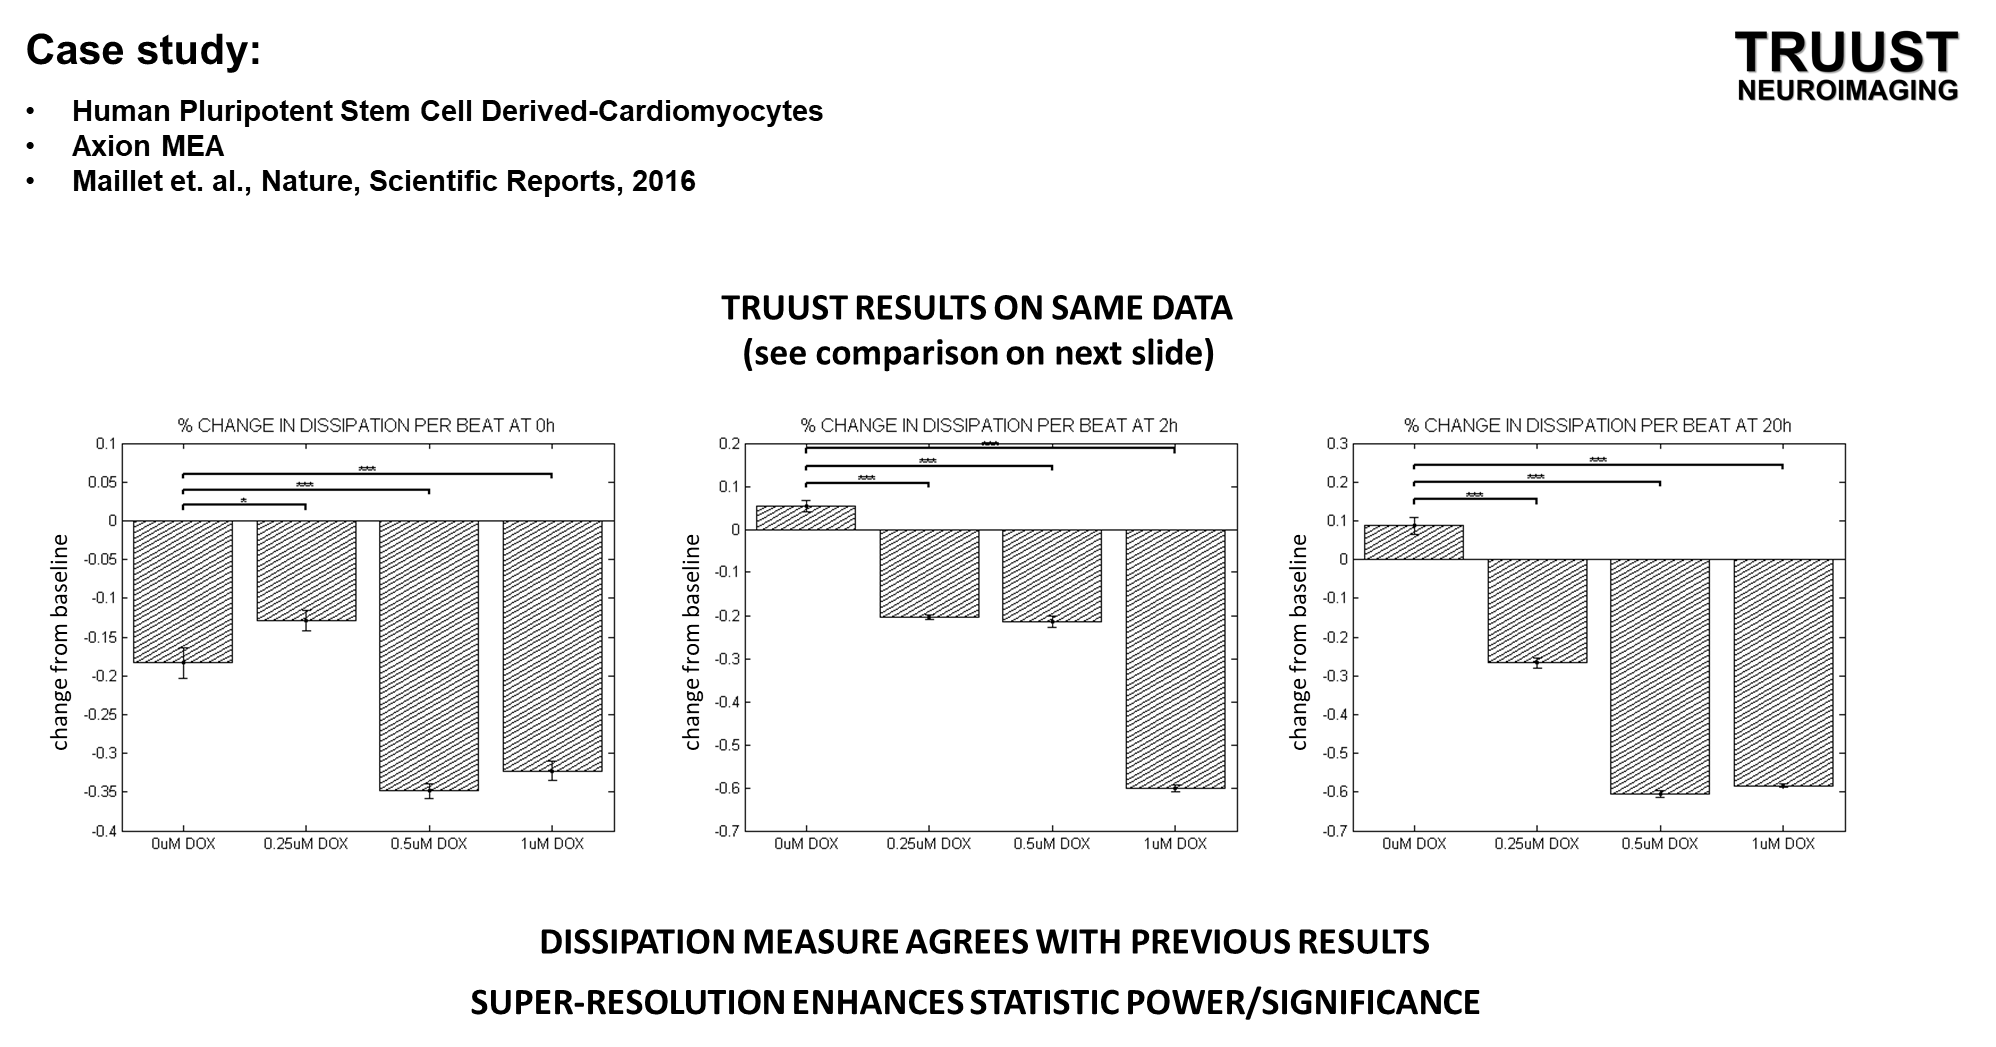 Case study:
TRUUST
NEUROIMAGING
• Human Pluripotent Stem Cell Derived-Cardiomyocytes
• Axion MEA
• Maillet et. al., Nature, Scientific Reports, 2016
TRUUST RESULTS ON SAME DATA
(see comparison on next slide)
% CHANGE IN DISSIPATION PER BEAT AT 0h
change from baseline
0.1
0.05
0
-0.05
-0.1
-0.15
-0.2
-0.25
-0.3
-0.35
-0.4
***
***
*
0uM DOX 0.25uM DOX 0.5uM DOX 1uM DOX
% CHANGE IN DISSIPATION PER BEAT AT 2h
change from baseline
0.2
0.1
0
-0.1
-0.2
-0.3
-0.4
-0.5
-0.6
-0.7
***
***
***
0uM DOX 0.25uM DOX 0.5uM DOX 1uM DOX
% CHANGE IN DISSIPATION PER BEAT AT 20h
change from baseline
0.3
0.2
0.1
0
-0.1
-0.2
-0.3
-0.4
-0.5
-0.6
-0.7
***
***
***
0uM DOX 0.25uM DOX 0.5uM DOX 1uM DOX
DISSIPATION MEASURE AGREES WITH PREVIOUS RESULTS
SUPER-RESOLUTION ENHANCES STATISTIC POWER/SIGNIFICANCE